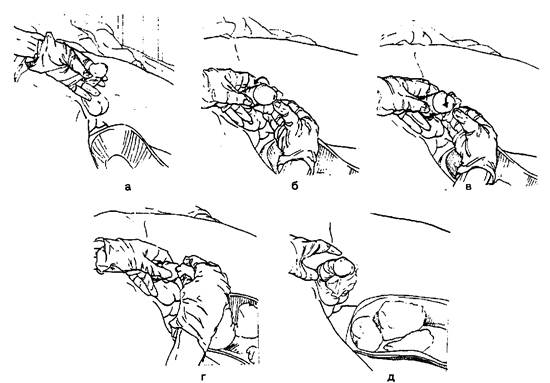 а б в
г д